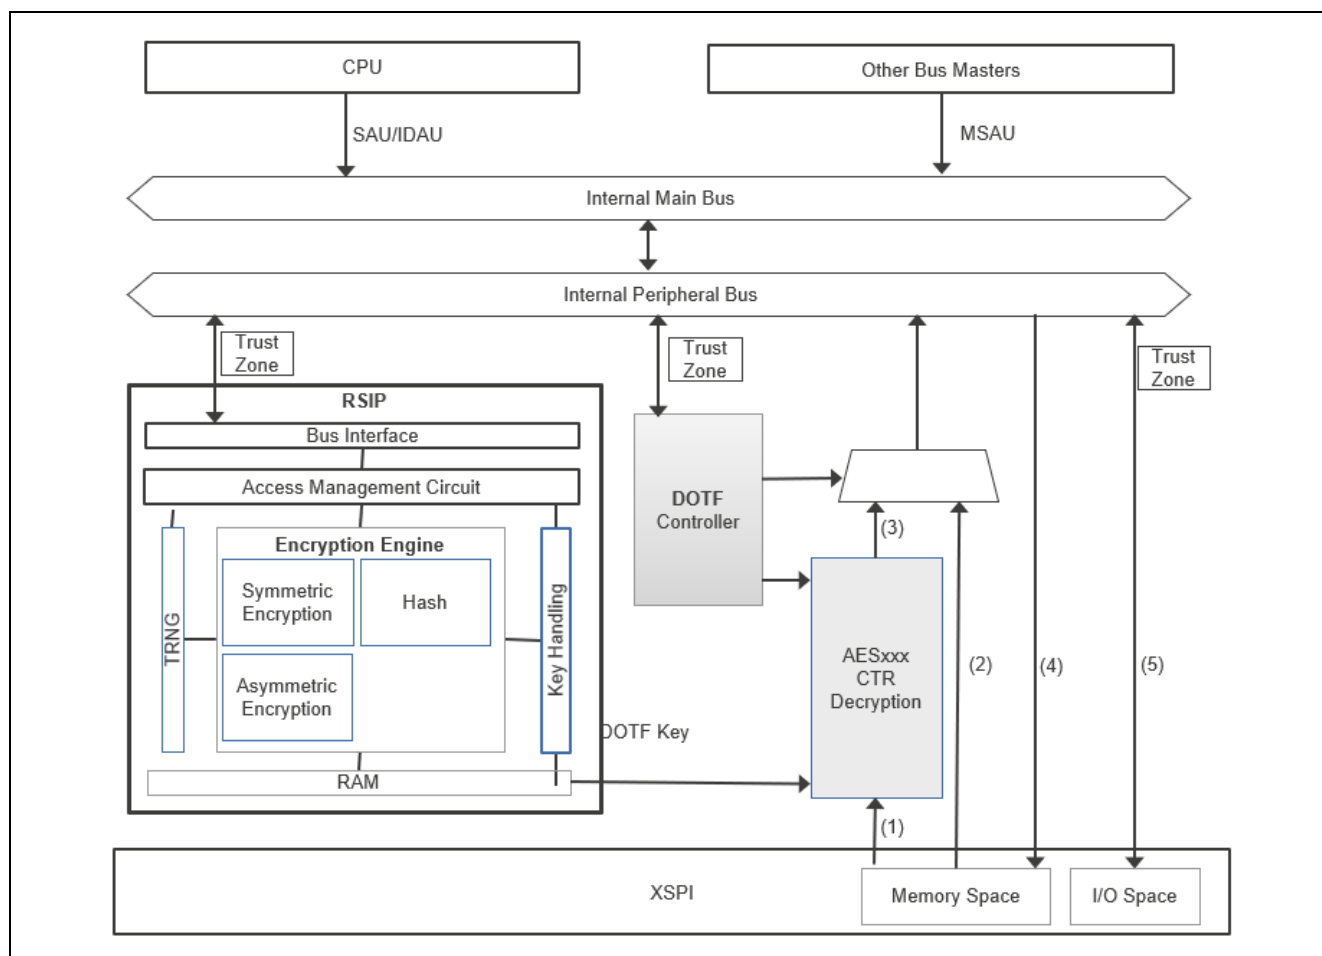 CPU
Other Bus Masters
SAU/IDAU
MSAU
Internal Main Bus
Internal Peripheral Bus
Trust
Zone
Trust
Zone
Trust
Zone
RSIP
Bus Interface
Access Management Circuit
Encryption Engine
Symmetric
Encryption
Hash
Asymmetric
Encryption
TRNG
Key Handling
RAM
DOTF
Controller
(3)
AESxxx
CTR
Decryption
(2)
(4)
(5)
DOTF Key
(1)
XSPI
Memory Space
I/O Space